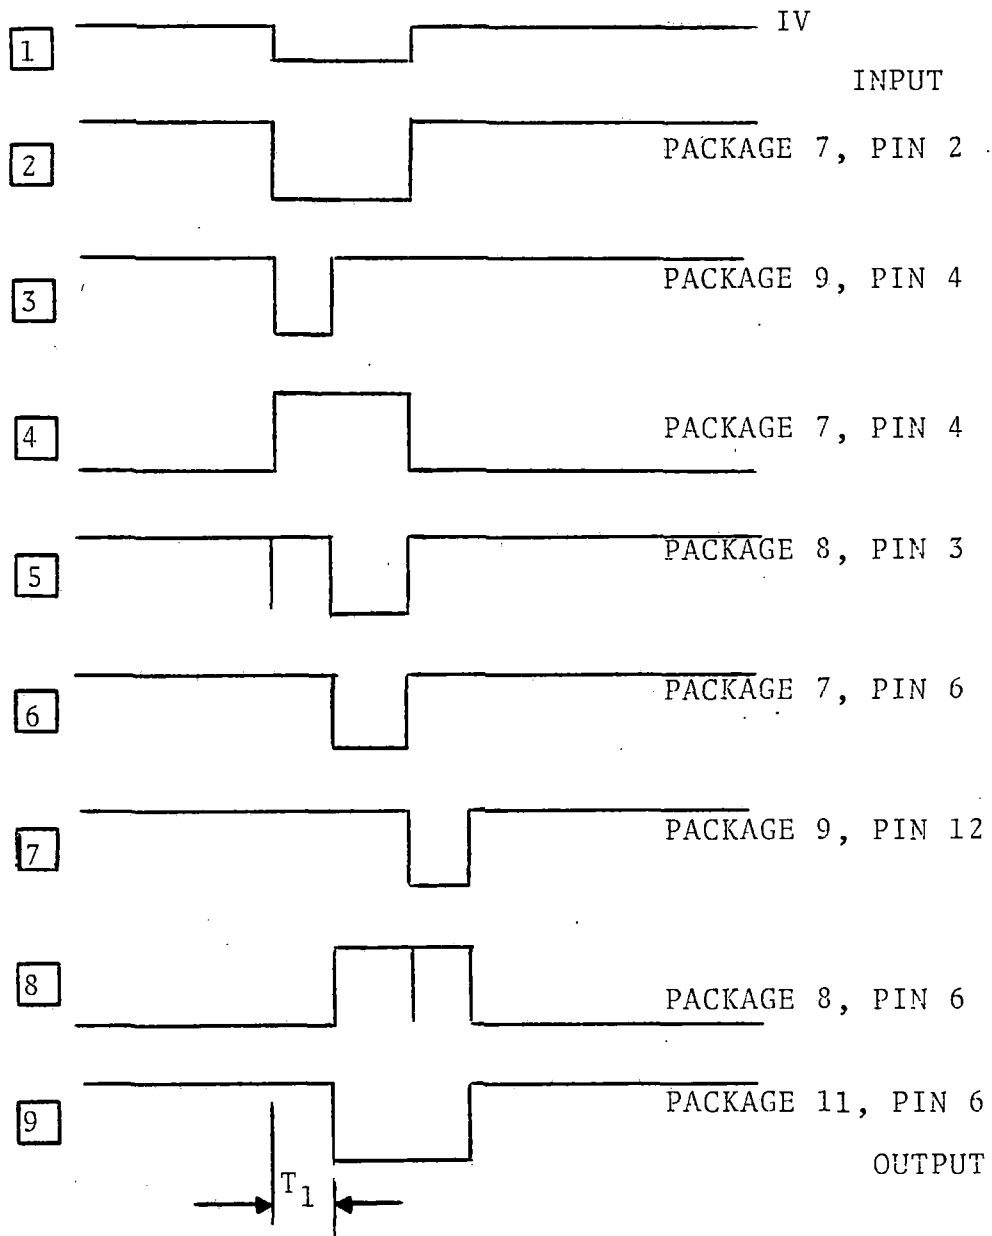 1
IV
INPUT
2
PACKAGE 7, PIN 2
3
PACKAGE 9, PIN 4
4
PACKAGE 7, PIN 4
5
PACKAGE 8, PIN 3
6
PACKAGE 7, PIN 6
7
PACKAGE 9, PIN 12
8
PACKAGE 8, PIN 6
9
PACKAGE 11, PIN 6
OUTPUT
T1